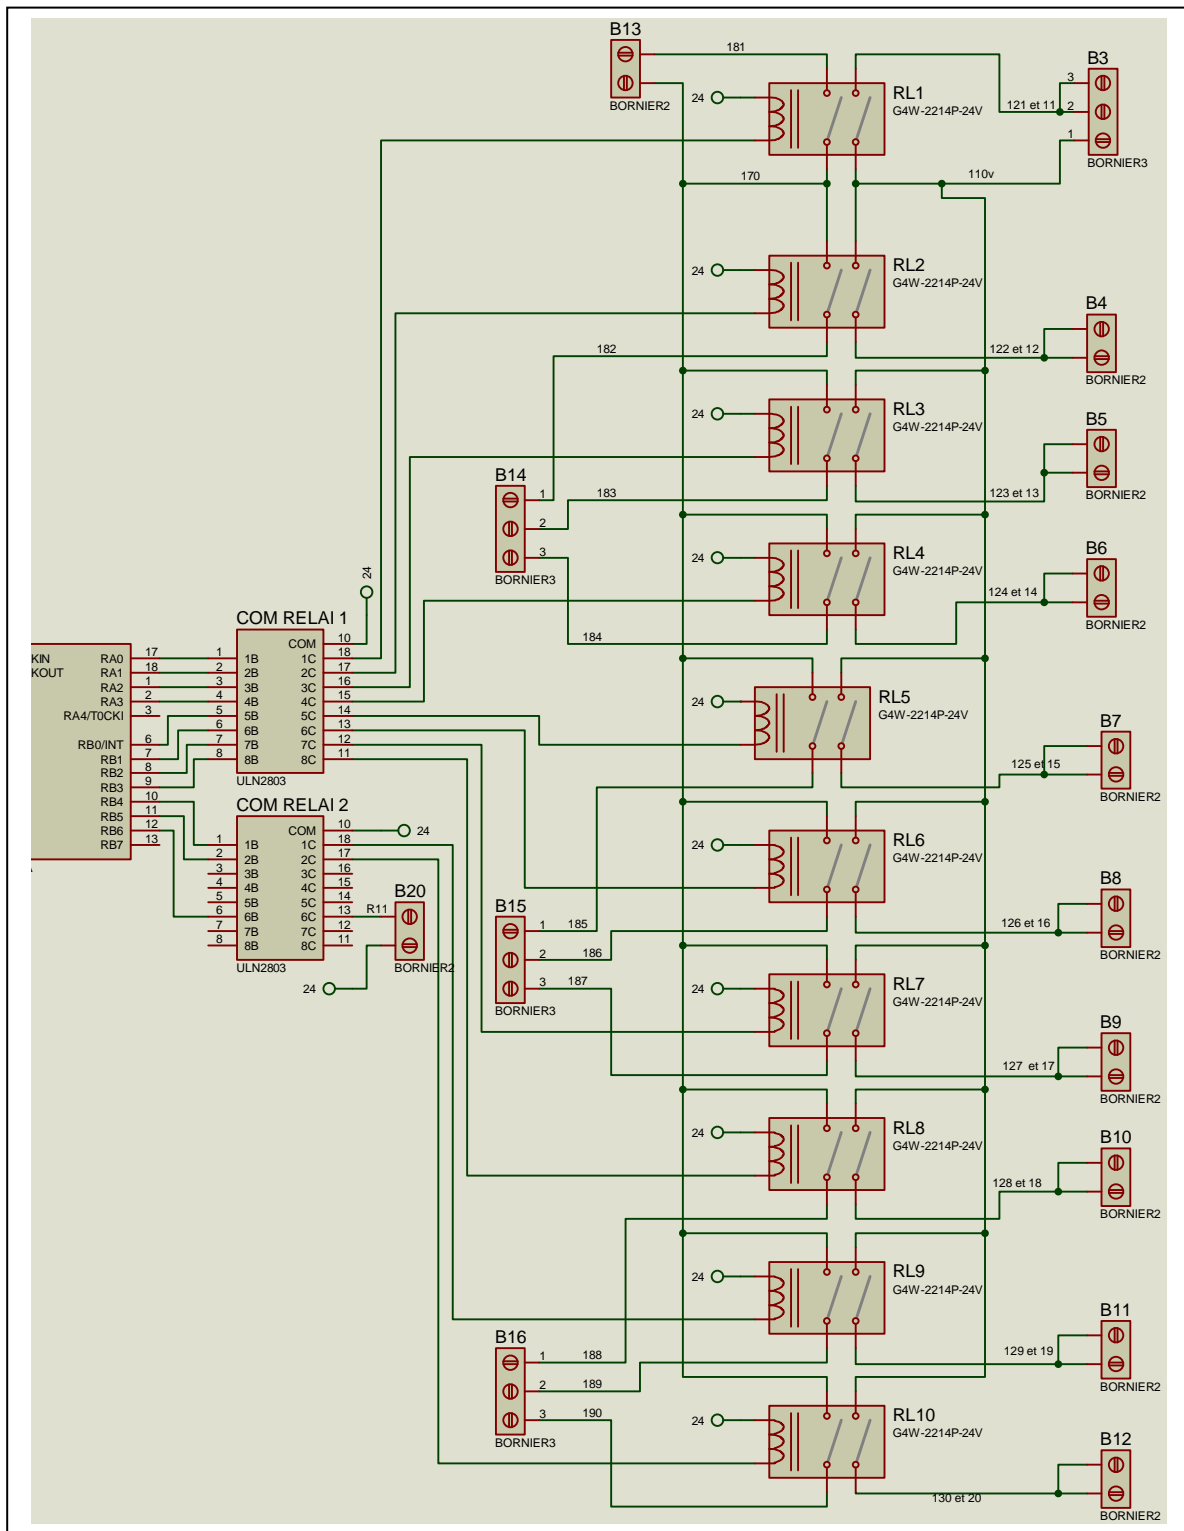 B13
BORNIER2
181
24
RL1
G4W-2214P-24V
B3
3
2
1
121 et 11
BORNIER3
170
110v
24
RL2
G4W-2214P-24V
B4
122 et 12
BORNIER2
182
24
RL3
G4W-2214P-24V
B5
123 et 13
BORNIER2
B14
1
2
3
BORNIER3
183
24
RL4
G4W-2214P-24V
B6
124 et 14
BORNIER2
184
24
COM RELAI 1
KIN
KOUT
RA0
RA1
RA2
RA3
RA4/T0CKI
RB0/INT
RB1
RB2
RB3
RB4
RB5
RB6
RB7
17
18
1
2
3
6
7
8
9
10
11
12
13
1
2
3
4
5
6
7
8
1B
2B
3B
4B
5B
6B
7B
8B
COM
1C
2C
3C
4C
5C
6C
7C
8C
10
18
17
16
15
14
13
12
11
ULN2803
24
RL5
G4W-2214P-24V
B7
125 et 15
BORNIER2
COM RELAI 2
1
2
3
4
5
6
7
8
1B
2B
3B
4B
5B
6B
7B
8B
COM
1C
2C
3C
4C
5C
6C
7C
8C
10
18
17
16
15
14
13
12
11
24
ULN2803
R11
B20
BORNIER2
24
24
RL6
G4W-2214P-24V
B8
126 et 16
BORNIER2
B15
1
2
3
BORNIER3
185
186
187
24
RL7
G4W-2214P-24V
B9
127 et 17
BORNIER2
24
RL8
G4W-2214P-24V
B10
128 et 18
BORNIER2
24
RL9
G4W-2214P-24V
B11
129 et 19
BORNIER2
B16
1
2
3
BORNIER3
188
189
190
24
RL10
G4W-2214P-24V
B12
130 et 20
BORNIER2